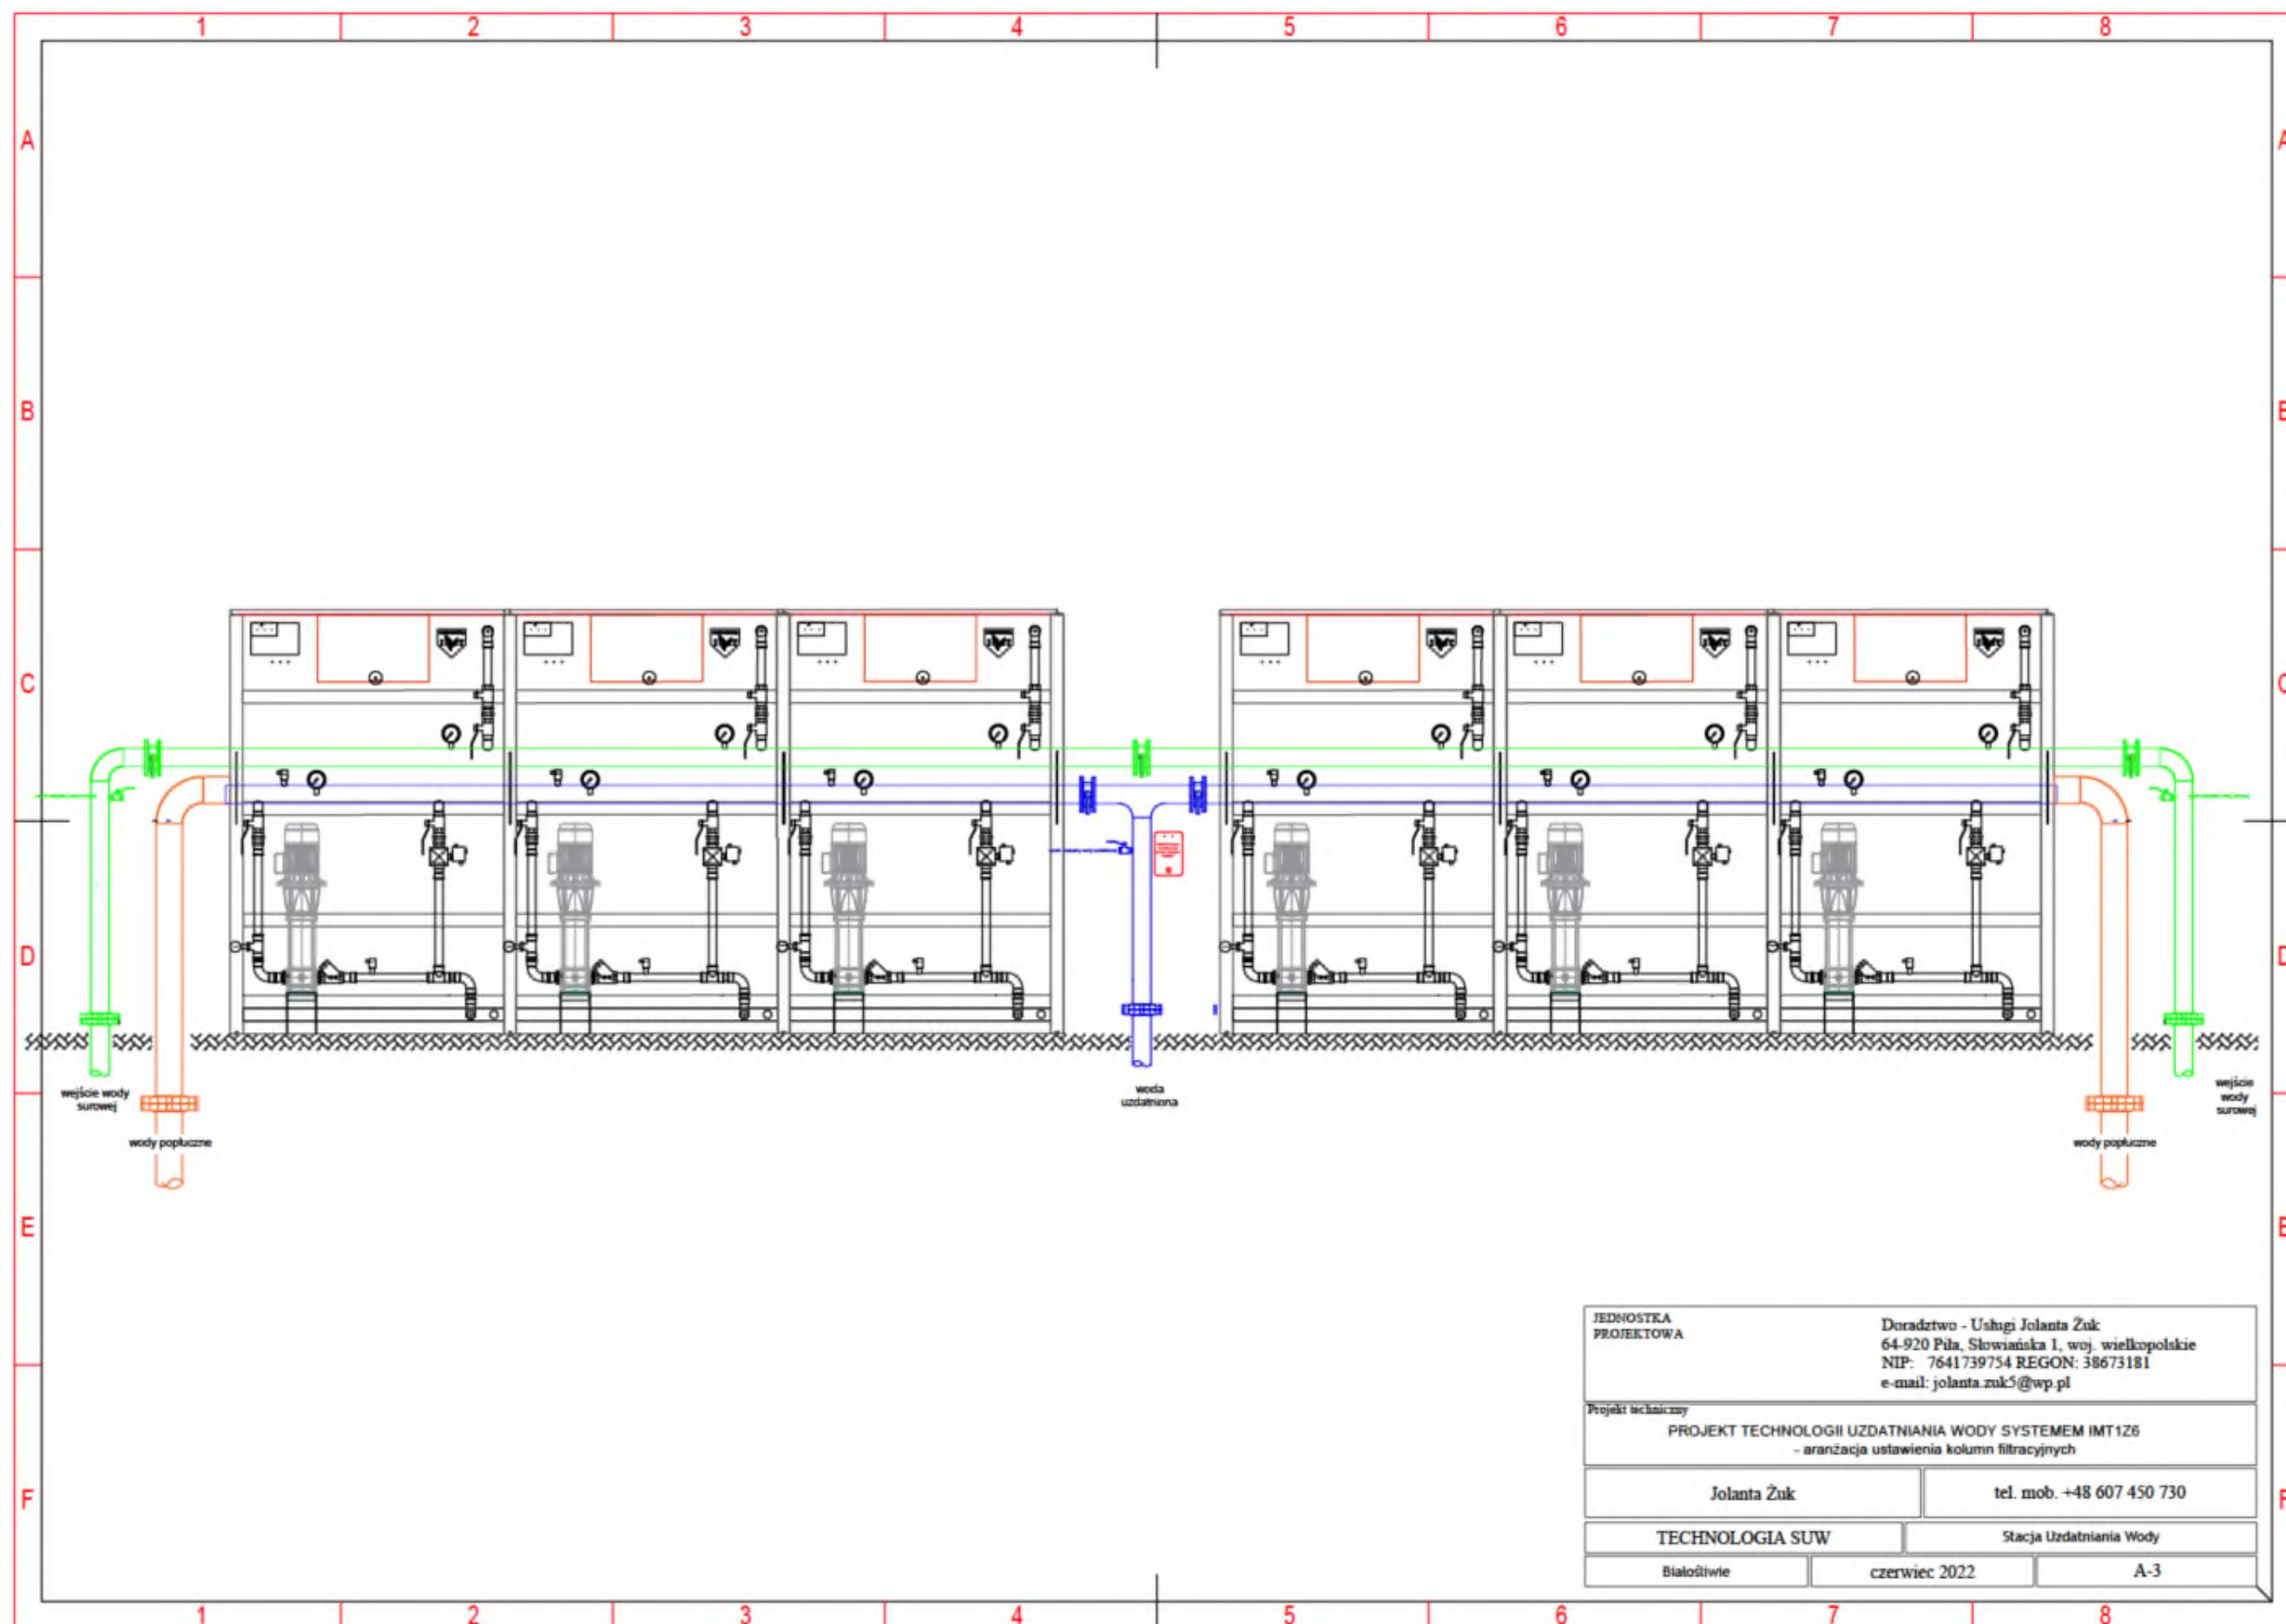 1 2 3 4 5 6 7 8
A A
B B
C C
D D
E E
F F
wejście wody
surowej
wody popłuczne
woda
uzdatniona
wejście
wody
surowej
wody popłuczne
JEDNOSTKA
PROJEKTOWA
Doradztwo - Usługi Jolanta Żuk
64-920 Piła, Słowiańska 1, woj. wielkopolskie
NIP: 7641739754 REGON: 38673181
e-mail: jolanta.zuk5@wp.pl
Projekt techniczny
PROJEKT TECHNOLOGII UZDATNIANIA WODY SYSTEMEM IMT1Z6
- aranżacja ustawienia kolumn filtracyjnych
Jolanta Żuk
tel. mob. +48 607 450 730
TECHNOLOGIA SUW
Stacja Uzdatniania Wody
Białośliwie
czerwiec 2022
A-3
1 2 3 4 5 6 7 8